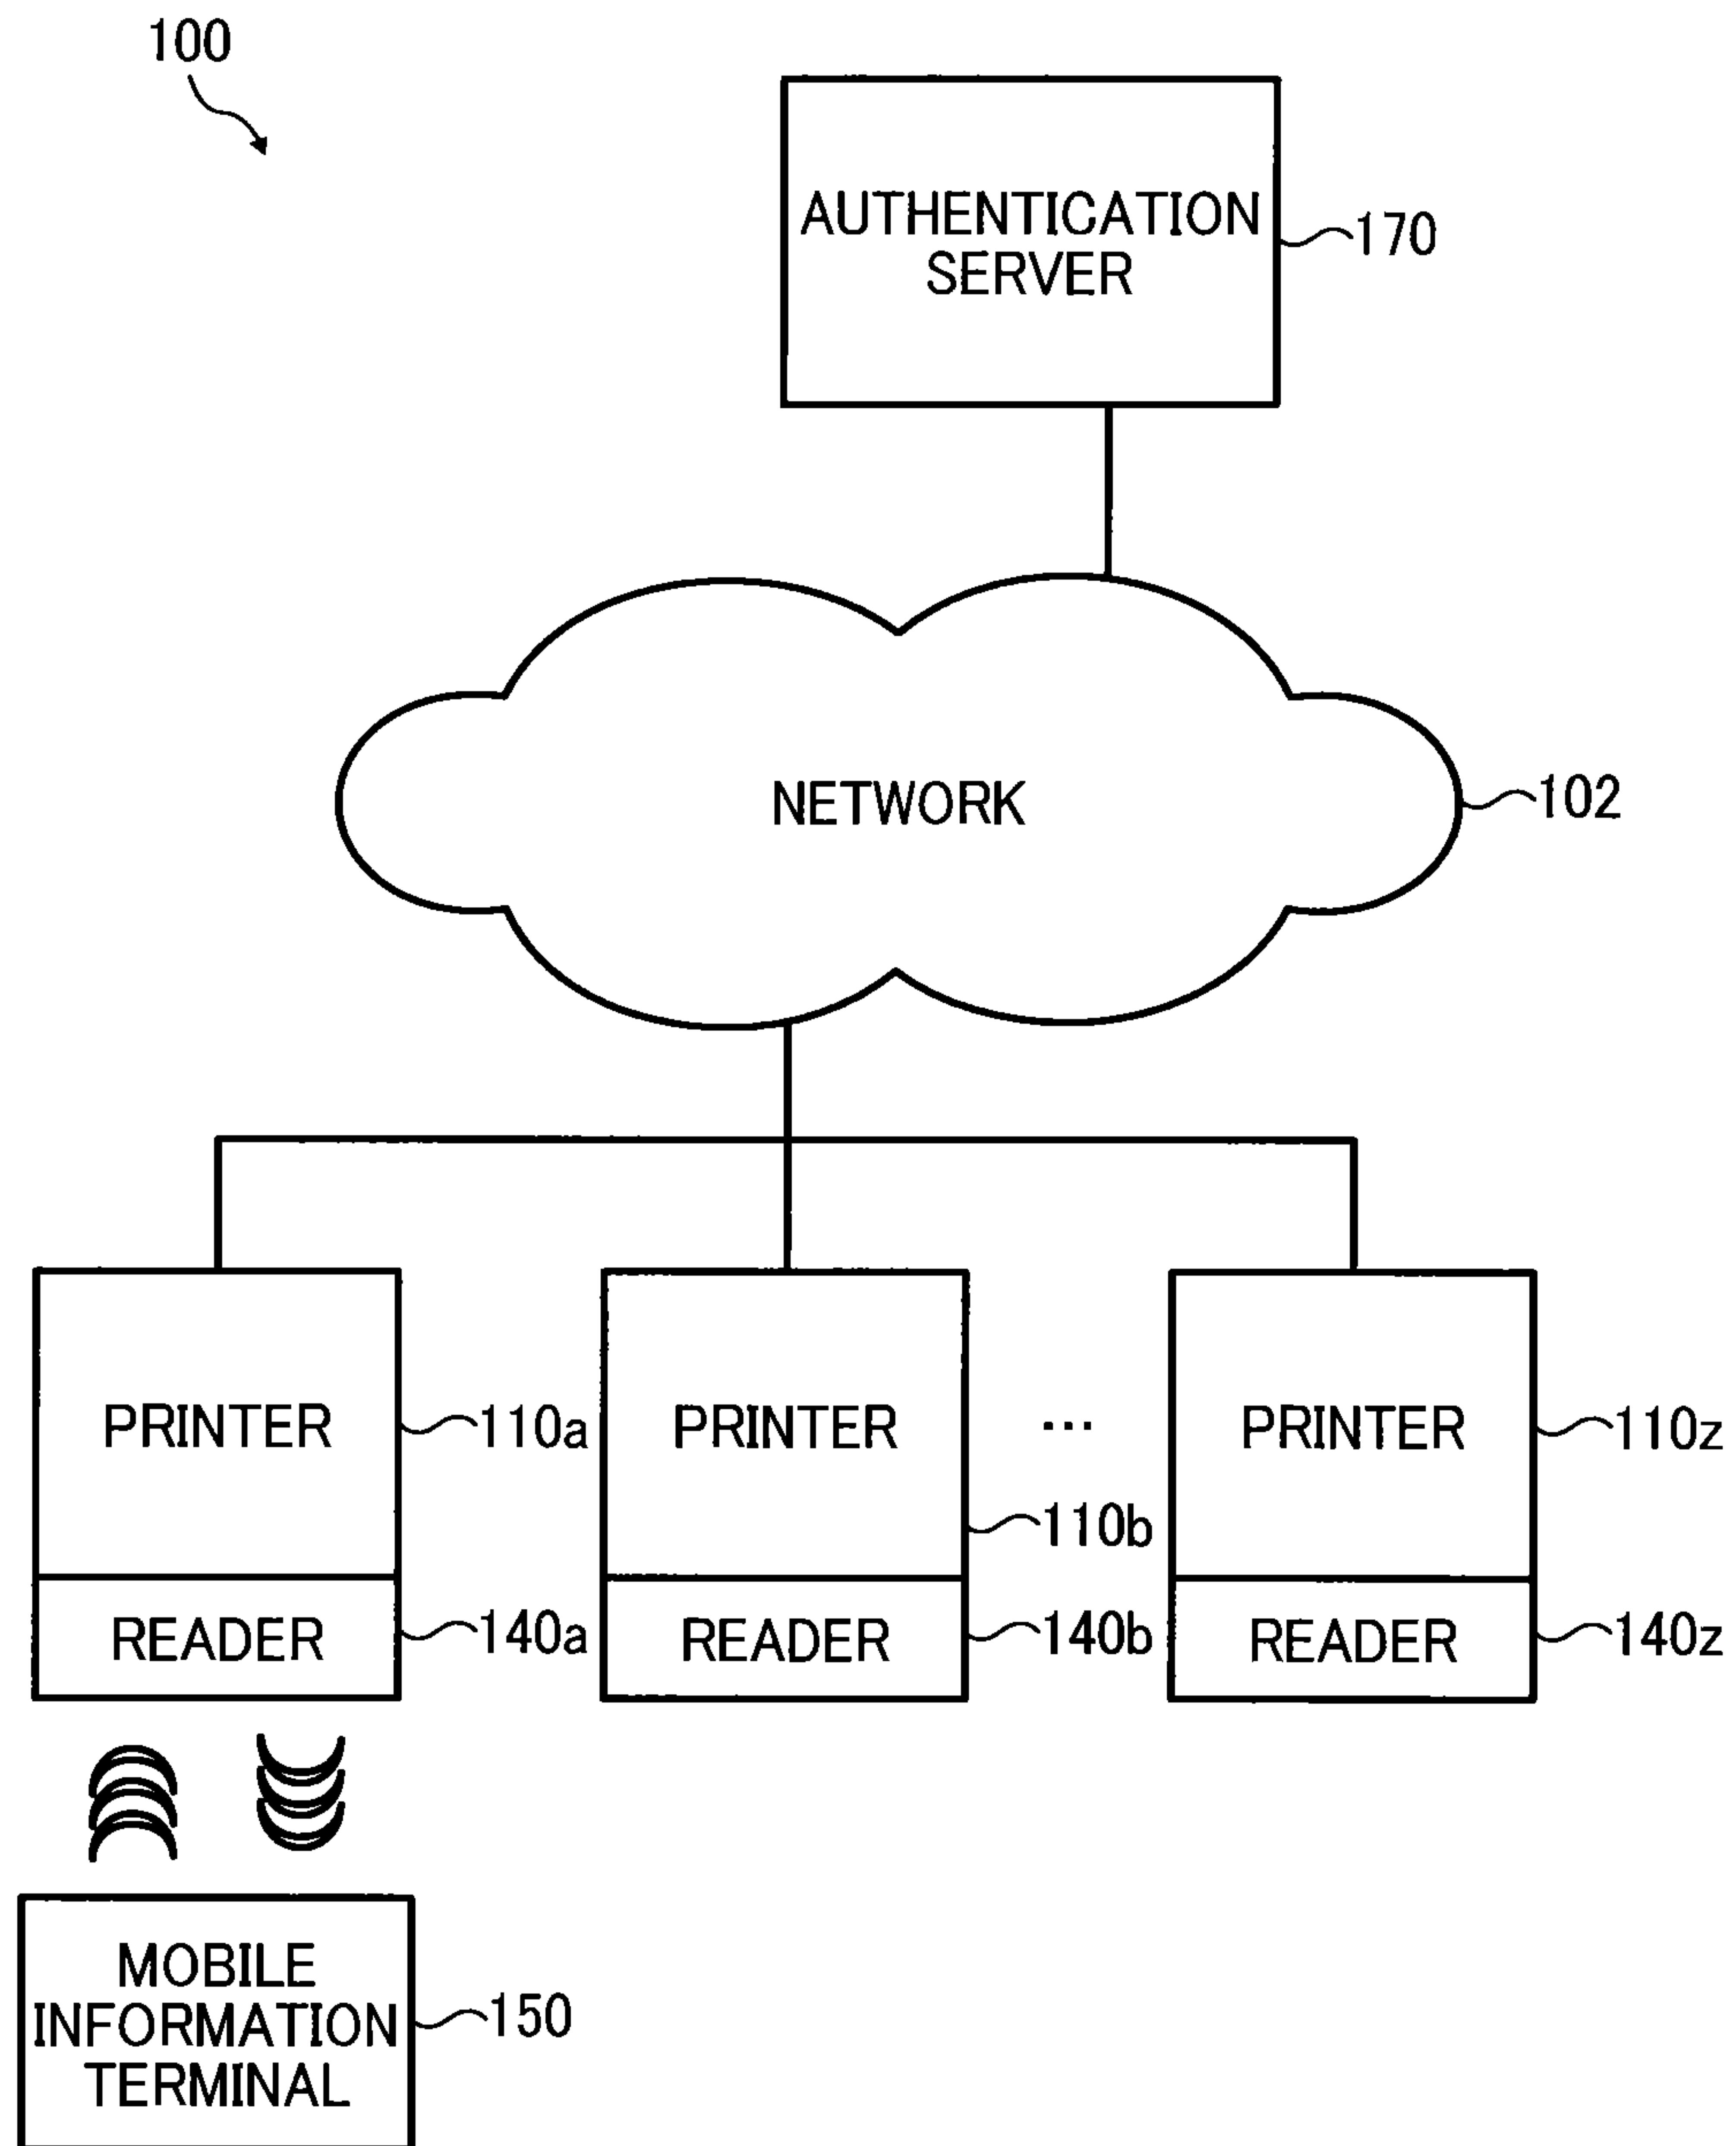 100
AUTHENTICATION
SERVER
170
NETWORK
102
PRINTER
110a
PRINTER
...
110b
PRINTER
110z
READER
140a
READER
140b
READER
140z
MOBILE
INFORMATION
TERMINAL
150